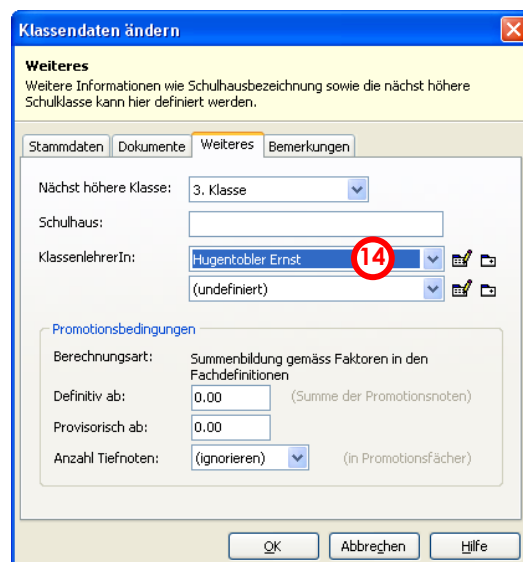 Klassendaten ändern
Weiteres
Weitere Informationen wie Schulhausbezeichnung sowie die nächst höhere
Schulklasse kann hier definiert werden.
Stammdaten Dokumente Weiteres Bemerkungen
Nächst höhere Klasse: 3. Klasse
Schulhaus:
KlassenlehrerIn: Hugentobler Ernst 14
(undefiniert)
Promotionsbedingungen
Berechnungsart: Summenbildung gemäss Faktoren in den
Fachdefinitionen
Definitiv ab: 0.00 (Summe der Promotionsnoten)
Provisorisch ab: 0.00
Anzahl Tiefnoten: (ignorieren) (in Promotionsfächer)
OK Abbrechen Hilfe